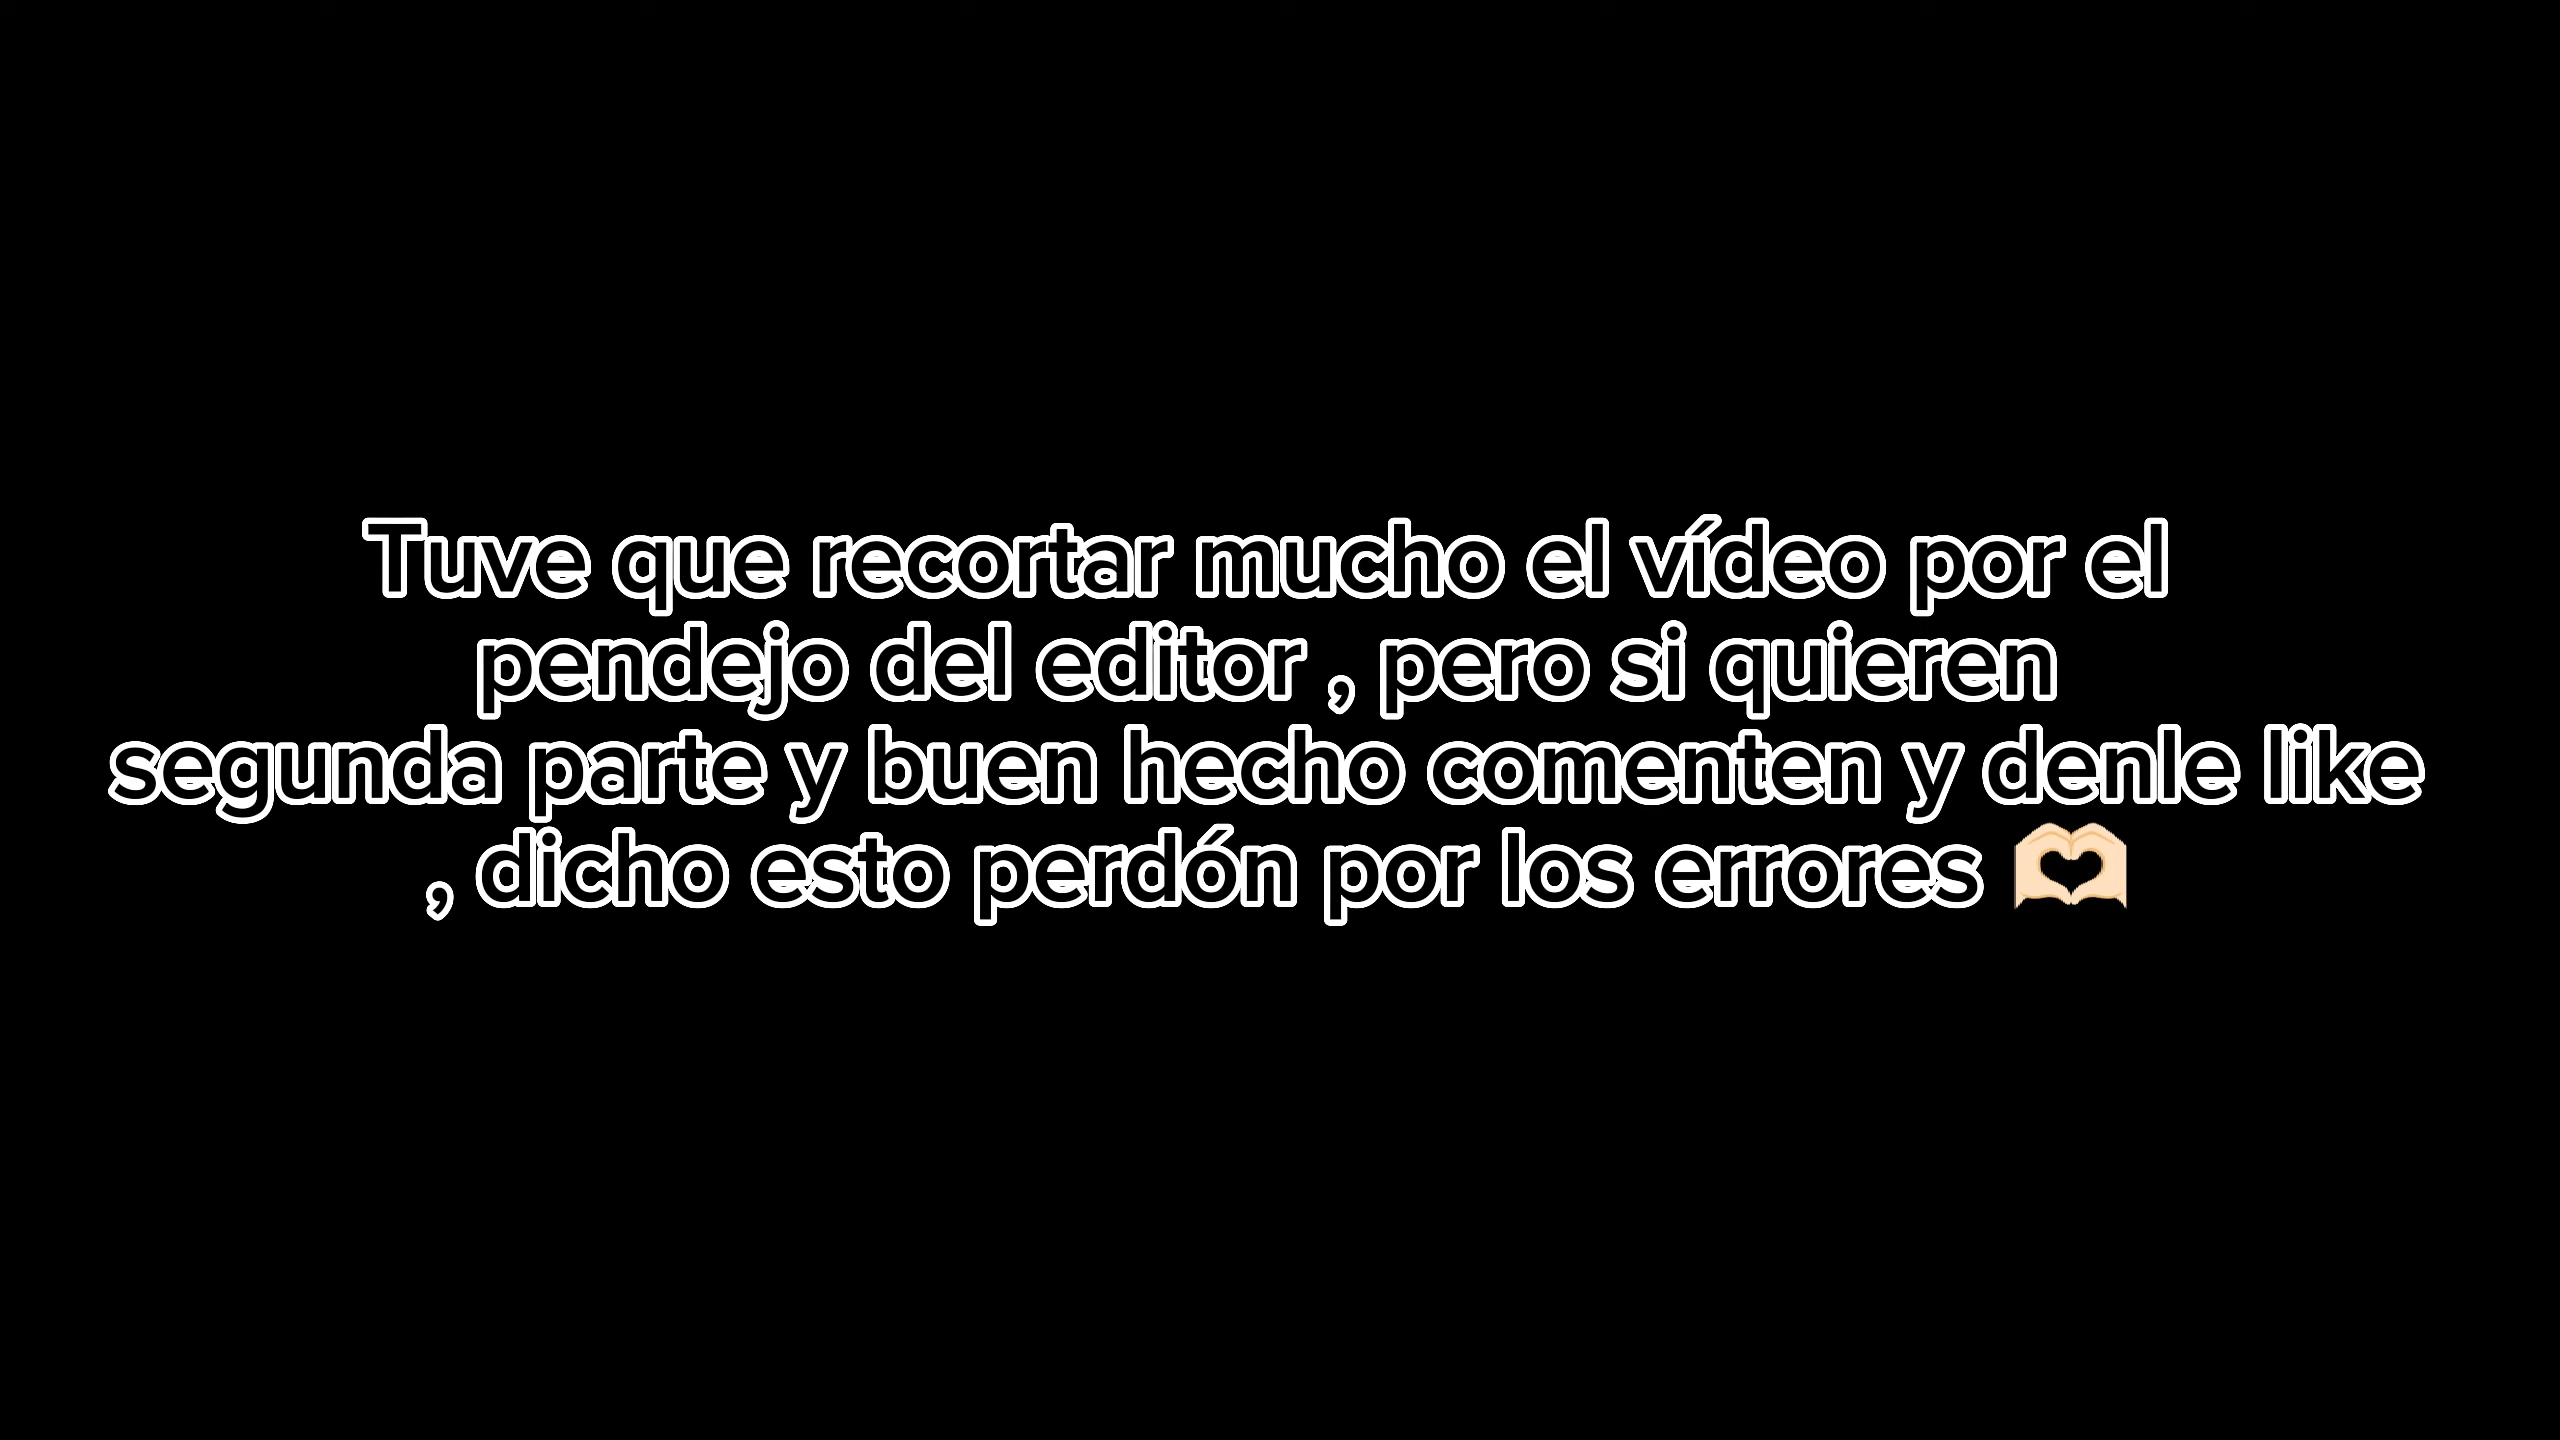 Tuve que recortar mucho el vídeo por el
pendejo del editor , pero si quieren
segunda parte y buen hecho comenten y denle like
, dicho esto perdón por los errores 🫶🏻